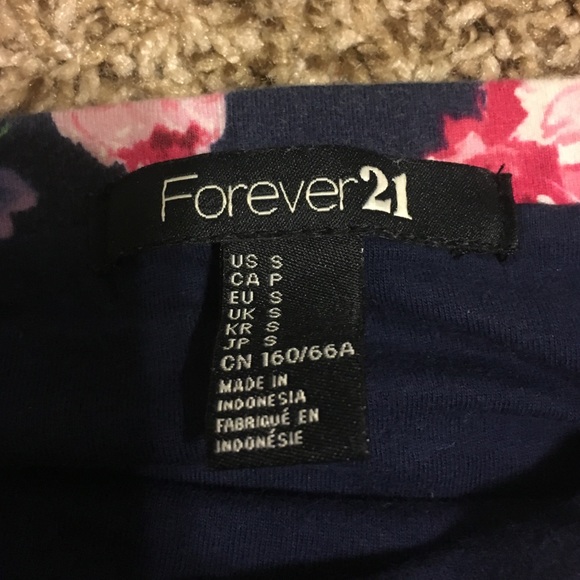 Forever21
US S
CA P
EU S
UK S
KR S
JP S
CN 160/66A
MADE IN
INDONESIA
FABRIQUÉ EN
INDONÉSIE